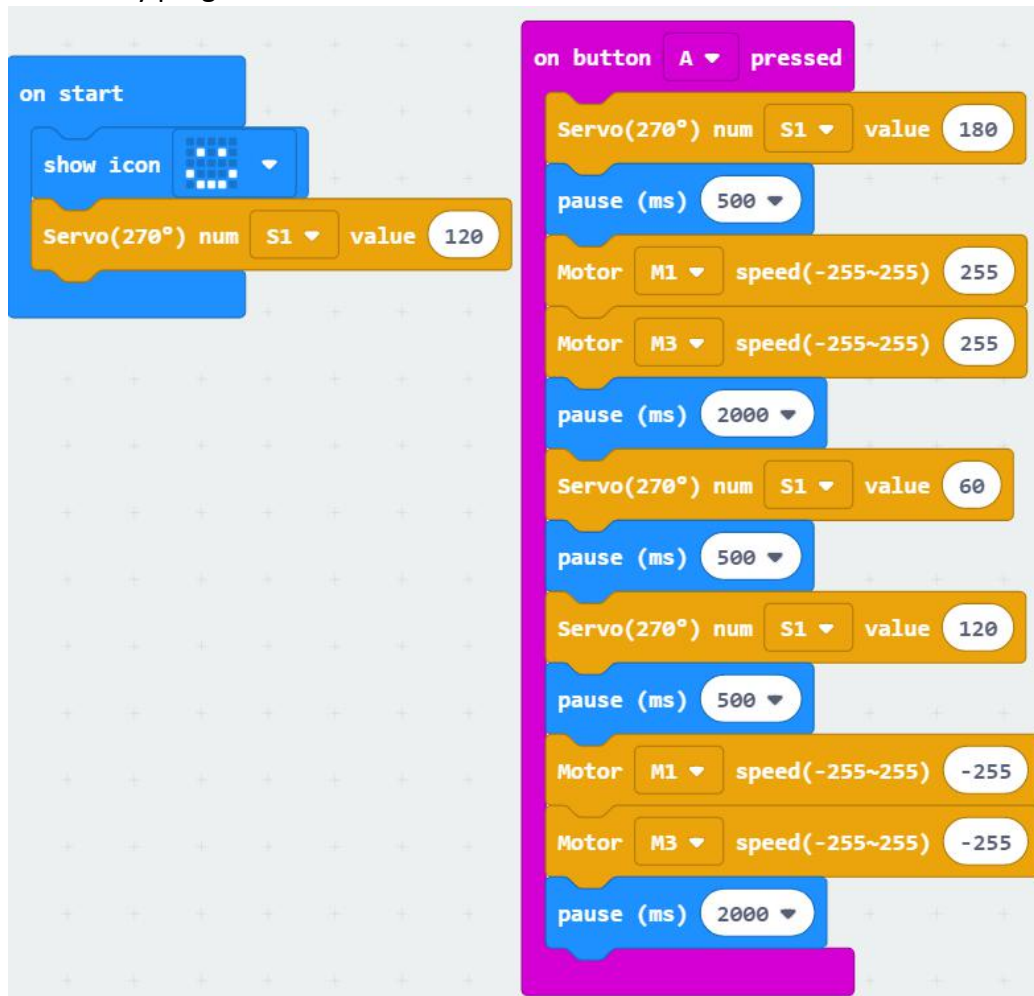 on start
show icon
Servo(270°) num S1 value 120
on button A pressed
Servo(270°) num S1 value 180
pause (ms) 500
Motor M1 speed(-255~255) 255
Motor M3 speed(-255~255) 255
pause (ms) 2000
Servo(270°) num S1 value 60
pause (ms) 500
Servo(270°) num S1 value 120
pause (ms) 500
Motor M1 speed(-255~255) -255
Motor M3 speed(-255~255) -255
pause (ms) 2000